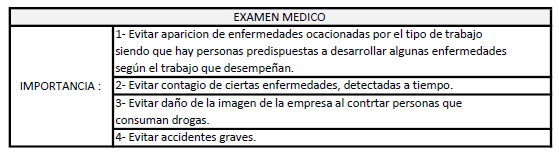 EXAMEN MEDICO
IMPORTANCIA :
1- Evitar aparicion de enfermedades ocacionadas por el tipo de trabajo
siendo que hay personas predispuestas a desarrollar algunas enfermedades
según el trabajo que desempeñan.
2- Evitar contagio de ciertas enfermedades, detectadas a tiempo.
3- Evitar daño de la imagen de la empresa al contrtar personas que
consuman drogas.
4- Evitar accidentes graves.